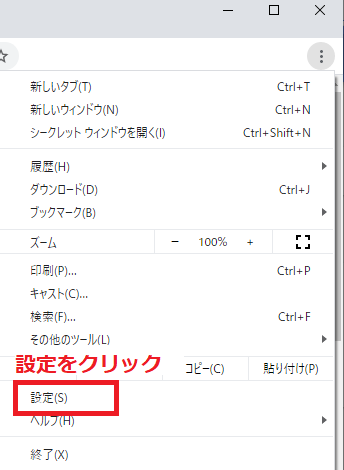 新しいタブ(T) Ctrl+T
新しいウィンドウ(N) Ctrl+N
シークレット ウィンドウを開く(I) Ctrl+Shift+N
履歴(H)
ダウンロード(D) Ctrl+J
ブックマーク(B)
ズーム − 100% +
印刷(P)... Ctrl+P
キャスト(C)...
検索(F)... Ctrl+F
その他のツール(L)
設定をクリック
コピー(C) 貼り付け(P)
設定(S)
ヘルプ(H)
終了(X)